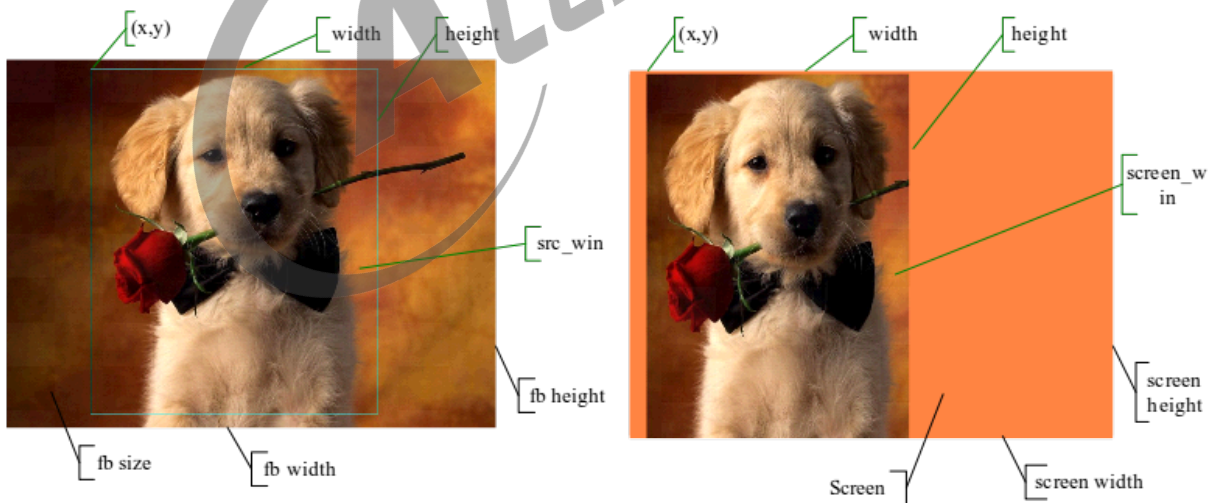 (x,y)
width
height
src_win
fb height
fb size
fb width
(x,y)
width
height
screen_w
in
screen
height
Screen
screen width